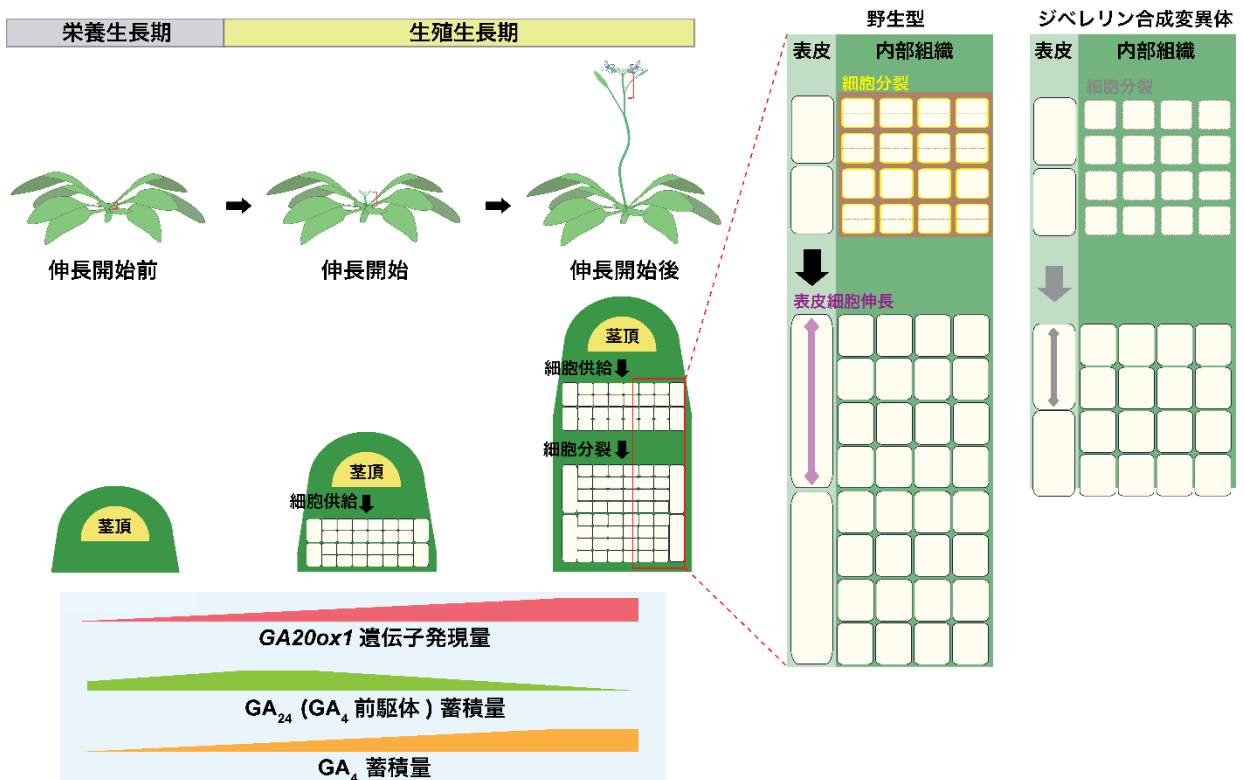 栄養生長期
生殖生長期
伸長開始前
伸長開始
伸長開始後
茎頂
茎頂
細胞供給
茎頂
細胞供給
細胞分裂
GA20ox1 遺伝子発現量
GA24 (GA4 前駆体) 蓄積量
GA4 蓄積量
野生型
表皮
内部組織
細胞分裂
表皮細胞伸長
ジベレリン合成変異体
表皮
内部組織
細胞分裂